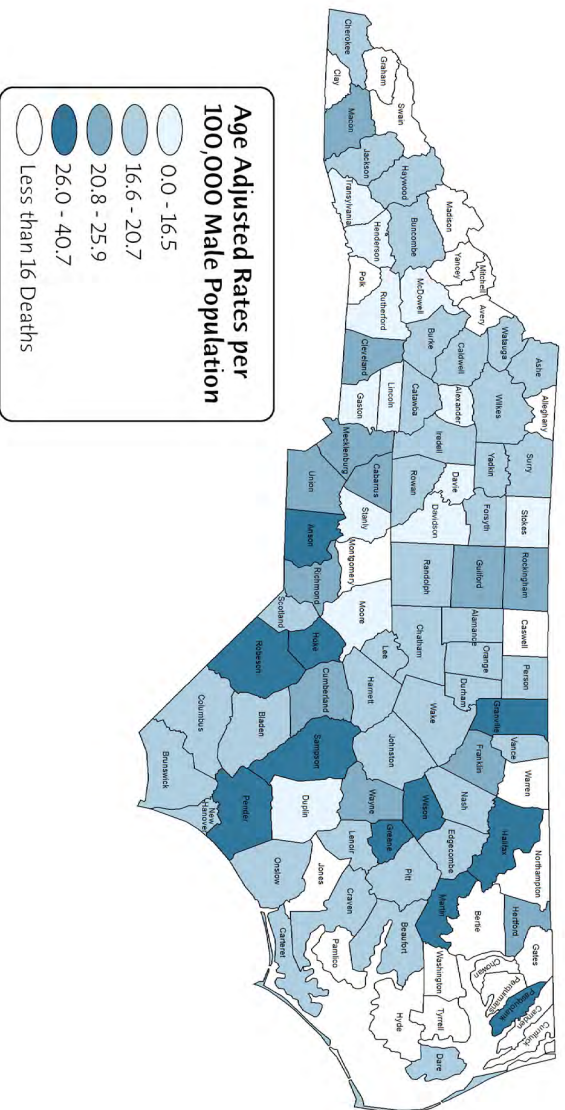 Cherokee
Graham
Clay
Swain
Macon
Jackson
Haywood
Transylvania
Madison
Buncombe
Henderson
Yancey
Mitchell
Avery
Polk
McDowell
Rutherford
Watauga
Ashe
Alleghany
Burke
Caldwell
Wilkes
Cleveland
Catawba
Alexander
Lincoln
Gaston
Iredell
Surry
Yadkin
Mecklenburg
Cabarrus
Rowan
Davie
Davidson
Forsyth
Stokes
Union
Stanly
Anson
Montgomery
Richmond
Randolph
Guilford
Rockingham
Scotland
Moore
Hoke
Robeson
Lee
Chatham
Alamance
Orange
Caswell
Person
Cumberland
Harnett
Durham
Wake
Granville
Vance
Warren
Franklin
Columbus
Bladen
Brunswick
Sampson
Johnston
Nash
Wilson
Wayne
Pender
New
Hanover
Duplin
Greene
Lenoir
Edgecombe
Halifax
Northampton
Onslow
Jones
Pitt
Martin
Bertie
Hertford
Gates
Craven
Carteret
Pamlico
Beaufort
Washington
Chowan
Perquimans
Pasquotank
Camden
Currituck
Hyde
Tyrrell
Dare
Age Adjusted Rates per
100,000 Male Population
0.0 - 16.5
16.6 - 20.7
20.8 - 25.9
26.0 - 40.7
Less than 16 Deaths